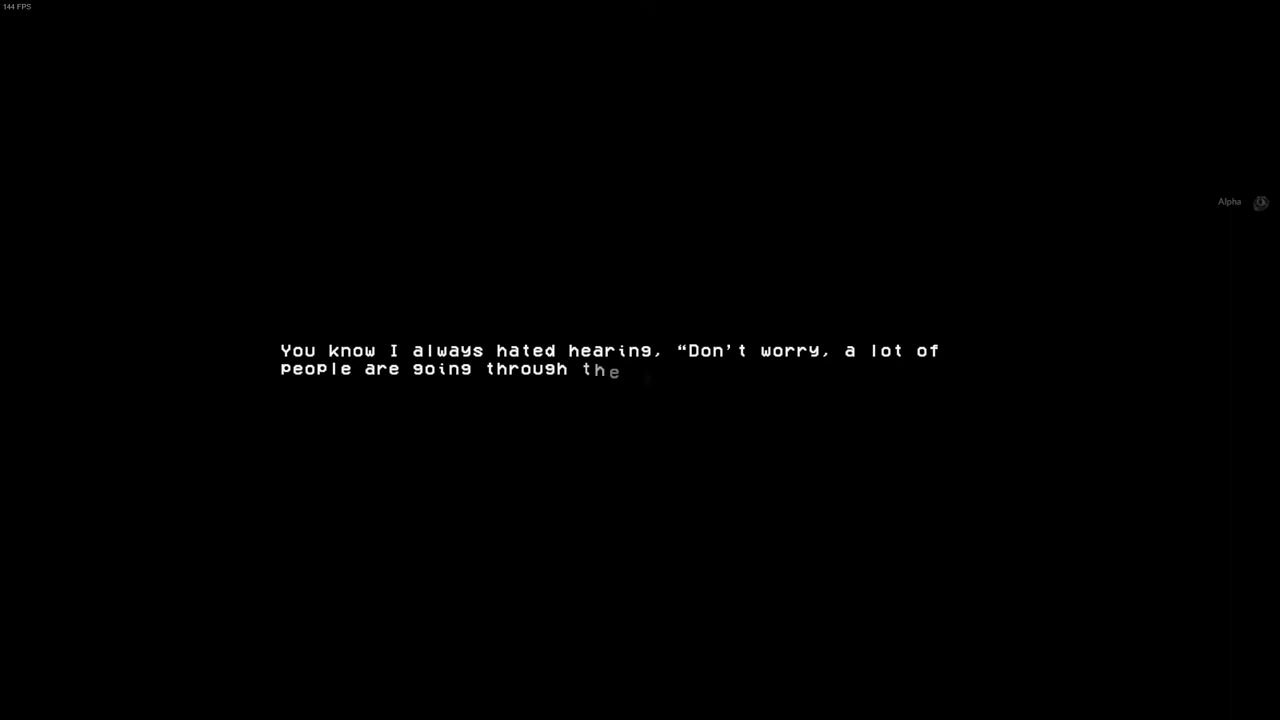 144 FPS
Alpha
You know I always hated hearing, “Don’t worry, a lot of
people are going through the